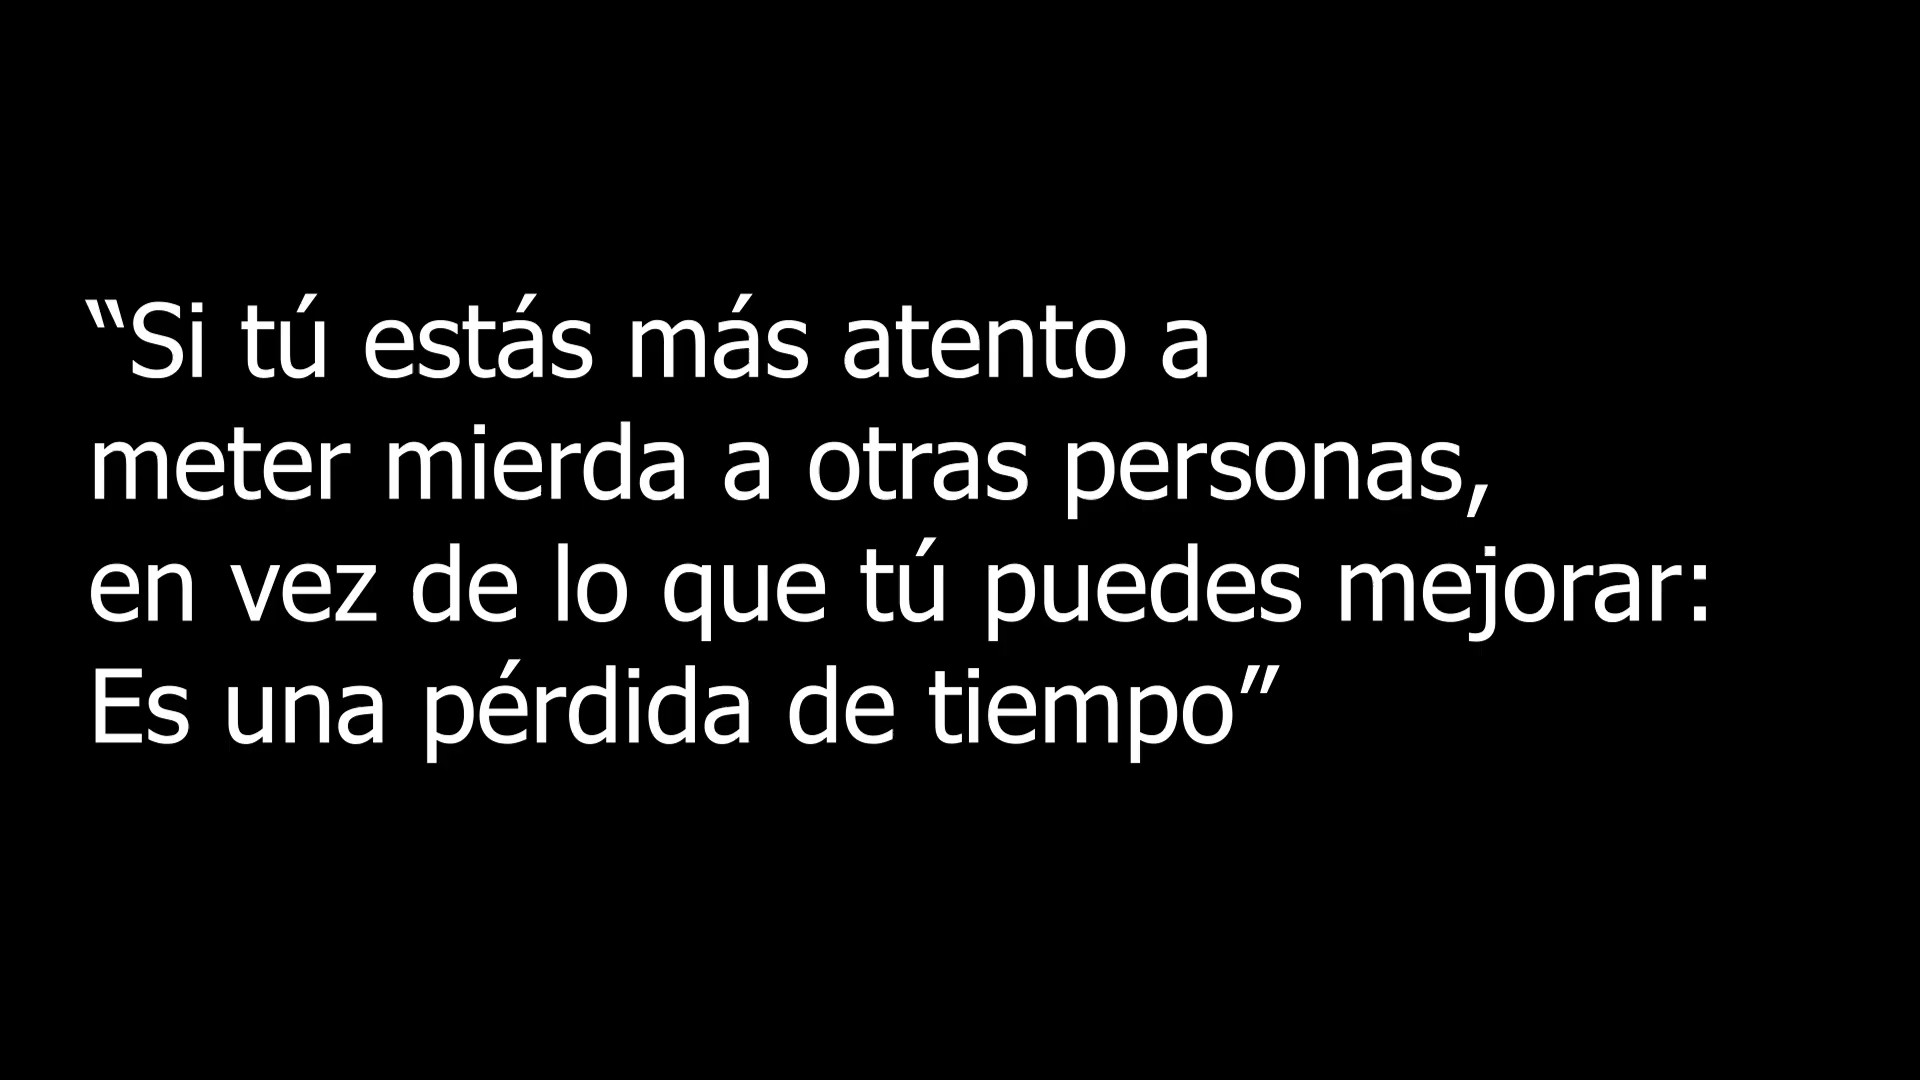 “Si tú estás más atento a
meter mierda a otras personas,
en vez de lo que tú puedes mejorar:
Es una pérdida de tiempo”